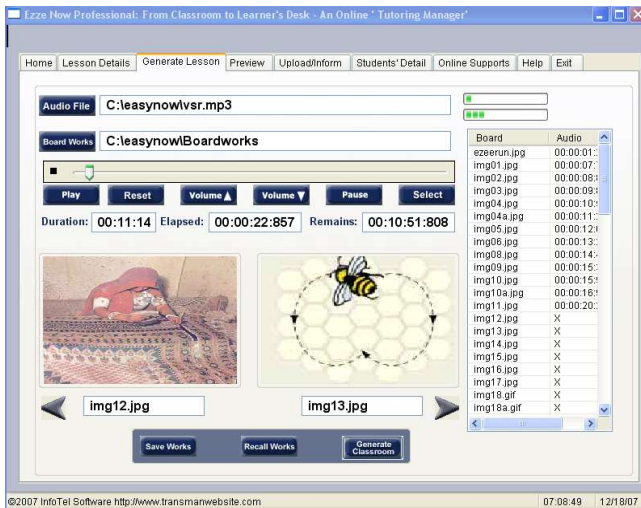 Ezze Now Professional: From Classroom to Learner's Desk - An Online ' Tutoring Manager'
Home Lesson Details Generate Lesson Preview Upload/Inform Students' Detail Online Supports Help Exit
Audio File C:\easynow\vsr.mp3
Board Works C:\easynow\Boardworks
Play Reset Volume Volume Pause Select
Duration: 00:11:14 Elapsed: 00:00:22:857 Remains: 00:10:51:808
img12.jpg img13.jpg
Save Works Recall Works Generate Classroom
Board Audio
ezeerun.jpg 00:00:01:
img01.jpg 00:00:07:
img02.jpg 00:00:08:
img03.jpg 00:00:09:
img04.jpg 00:00:10:
img04a.jpg 00:00:11:
img05.jpg 00:00:12:
img06.jpg 00:00:13:
img08.jpg 00:00:14:
img09.jpg 00:00:15:
img10.jpg 00:00:15:
img10a.jpg 00:00:16:
img11.jpg 00:00:20:
img12.jpg X
img13.jpg X
img14.jpg X
img15.jpg X
img16.jpg X
img17.jpg X
img18.gif X
img18a.gif X
©2007 InfoTel Software http://www.transmanwebsite.com 07:08:49 12/18/07